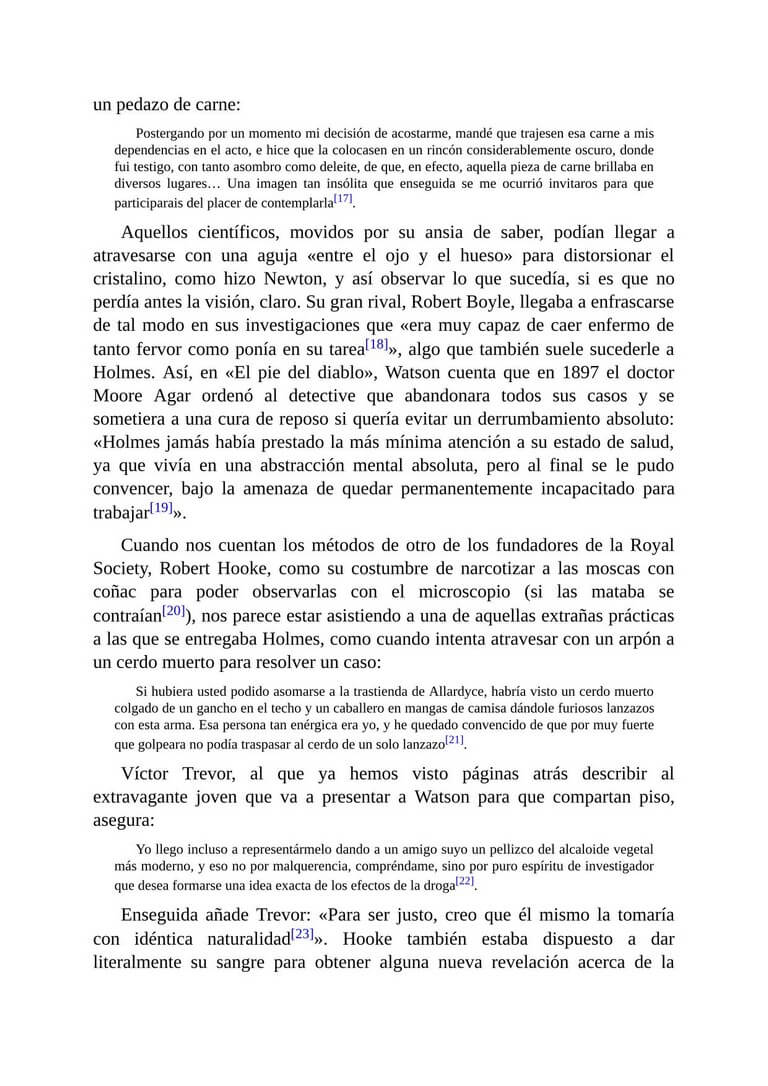 un pedazo de carne:
Postergando por un momento mi decisión de acostarme, mandé que trajesen esa carne a mis
dependencias en el acto, e hice que la colocasen en un rincón considerablemente oscuro, donde
fui testigo, con tanto asombro como deleite, de que, en efecto, aquella pieza de carne brillaba en
diversos lugares… Una imagen tan insólita que enseguida se me ocurrió invitaros para que
participarais del placer de contemplarla[17].
Aquellos científicos, movidos por su ansia de saber, podían llegar a
atravesarse con una aguja «entre el ojo y el hueso» para distorsionar el
cristalino, como hizo Newton, y así observar lo que sucedía, si es que no
perdía antes la visión, claro. Su gran rival, Robert Boyle, llegaba a enfrascarse
de tal modo en sus investigaciones que «era muy capaz de caer enfermo de
tanto fervor como ponía en su tarea[18]», algo que también suele sucederle a
Holmes. Así, en «El pie del diablo», Watson cuenta que en 1897 el doctor
Moore Agar ordenó al detective que abandonara todos sus casos y se
sometiera a una cura de reposo si quería evitar un derrumbamiento absoluto:
«Holmes jamás había prestado la más mínima atención a su estado de salud,
ya que vivía en una abstracción mental absoluta, pero al final se le pudo
convencer, bajo la amenaza de quedar permanentemente incapacitado para
trabajar[19]».
Cuando nos cuentan los métodos de otro de los fundadores de la Royal
Society, Robert Hooke, como su costumbre de narcotizar a las moscas con
coñac para poder observarlas con el microscopio (si las mataba se
contraían[20]), nos parece estar asistiendo a una de aquellas extrañas prácticas
a las que se entregaba Holmes, como cuando intenta atravesar con un arpón a
un cerdo muerto para resolver un caso:
Si hubiera usted podido asomarse a la trastienda de Allardyce, habría visto un cerdo muerto
colgado de un gancho en el techo y un caballero en mangas de camisa dándole furiosos lanzazos
con esta arma. Esa persona tan enérgica era yo, y he quedado convencido de que por muy fuerte
que golpeara no podía traspasar al cerdo de un solo lanzazo[21].
Víctor Trevor, al que ya hemos visto páginas atrás describir al
extravagante joven que va a presentar a Watson para que compartan piso,
asegura:
Yo llego incluso a representármelo dando a un amigo suyo un pellizco del alcaloide vegetal
más moderno, y eso no por malquerencia, compréndame, sino por puro espíritu de investigador
que desea formarse una idea exacta de los efectos de la droga[22].
Enseguida añade Trevor: «Para ser justo, creo que él mismo la tomaría
con idéntica naturalidad[23]». Hooke también estaba dispuesto a dar
literalmente su sangre para obtener alguna nueva revelación acerca de la